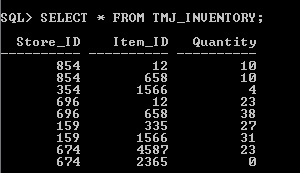 SQL> SELECT * FROM TMJ_INVENTORY;
Store_ID Item_ID Quantity
---------- ---------- ----------
854 12 10
854 658 10
354 1566 4
696 12 23
696 658 38
159 335 27
159 1566 31
674 4587 23
674 2365 0